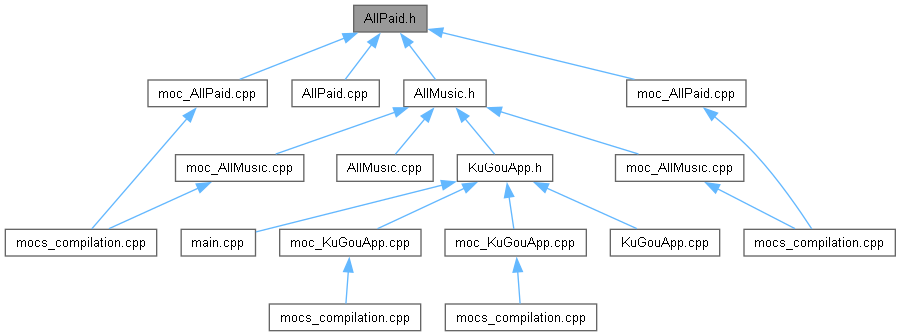 AllPaid.h
moc_AllPaid.cpp
AllPaid.cpp
AllMusic.h
moc_AllPaid.cpp
moc_AllMusic.cpp
AllMusic.cpp
KuGouApp.h
moc_AllMusic.cpp
mocs_compilation.cpp
main.cpp
moc_KuGouApp.cpp
moc_KuGouApp.cpp
KuGouApp.cpp
mocs_compilation.cpp
mocs_compilation.cpp
mocs_compilation.cpp